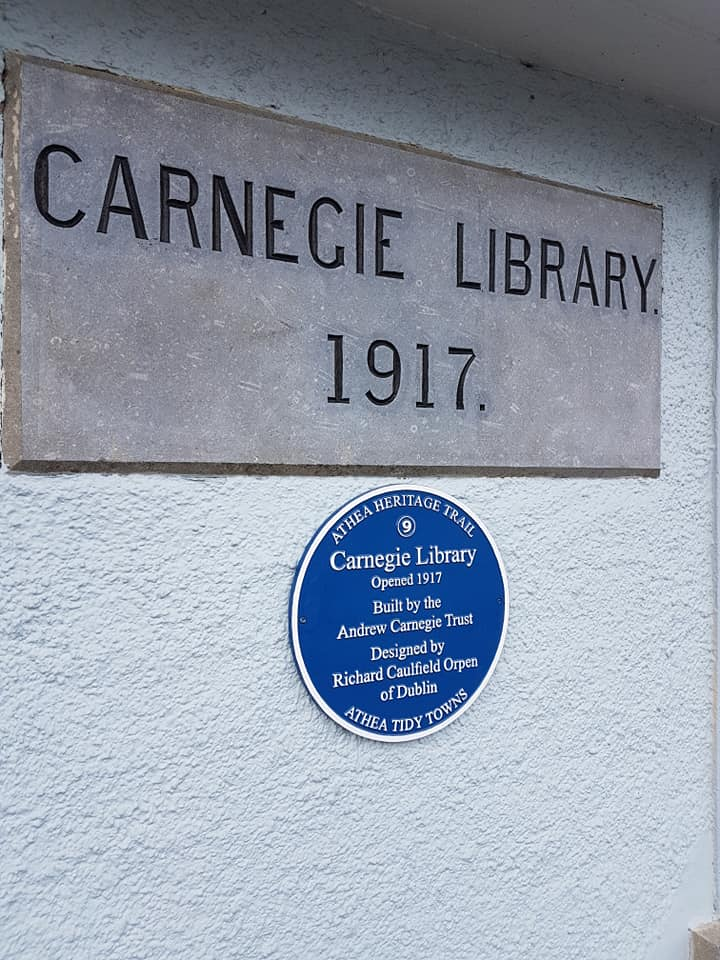 CARNEGIE LIBRARY.
1917.
ATHEA HERITAGE TRAIL
9
Carnegie Library
Opened 1917
Built by the
Andrew Carnegie Trust
Designed by
Richard Caulfield Orpen
of Dublin
ATHEA TIDY TOWNS